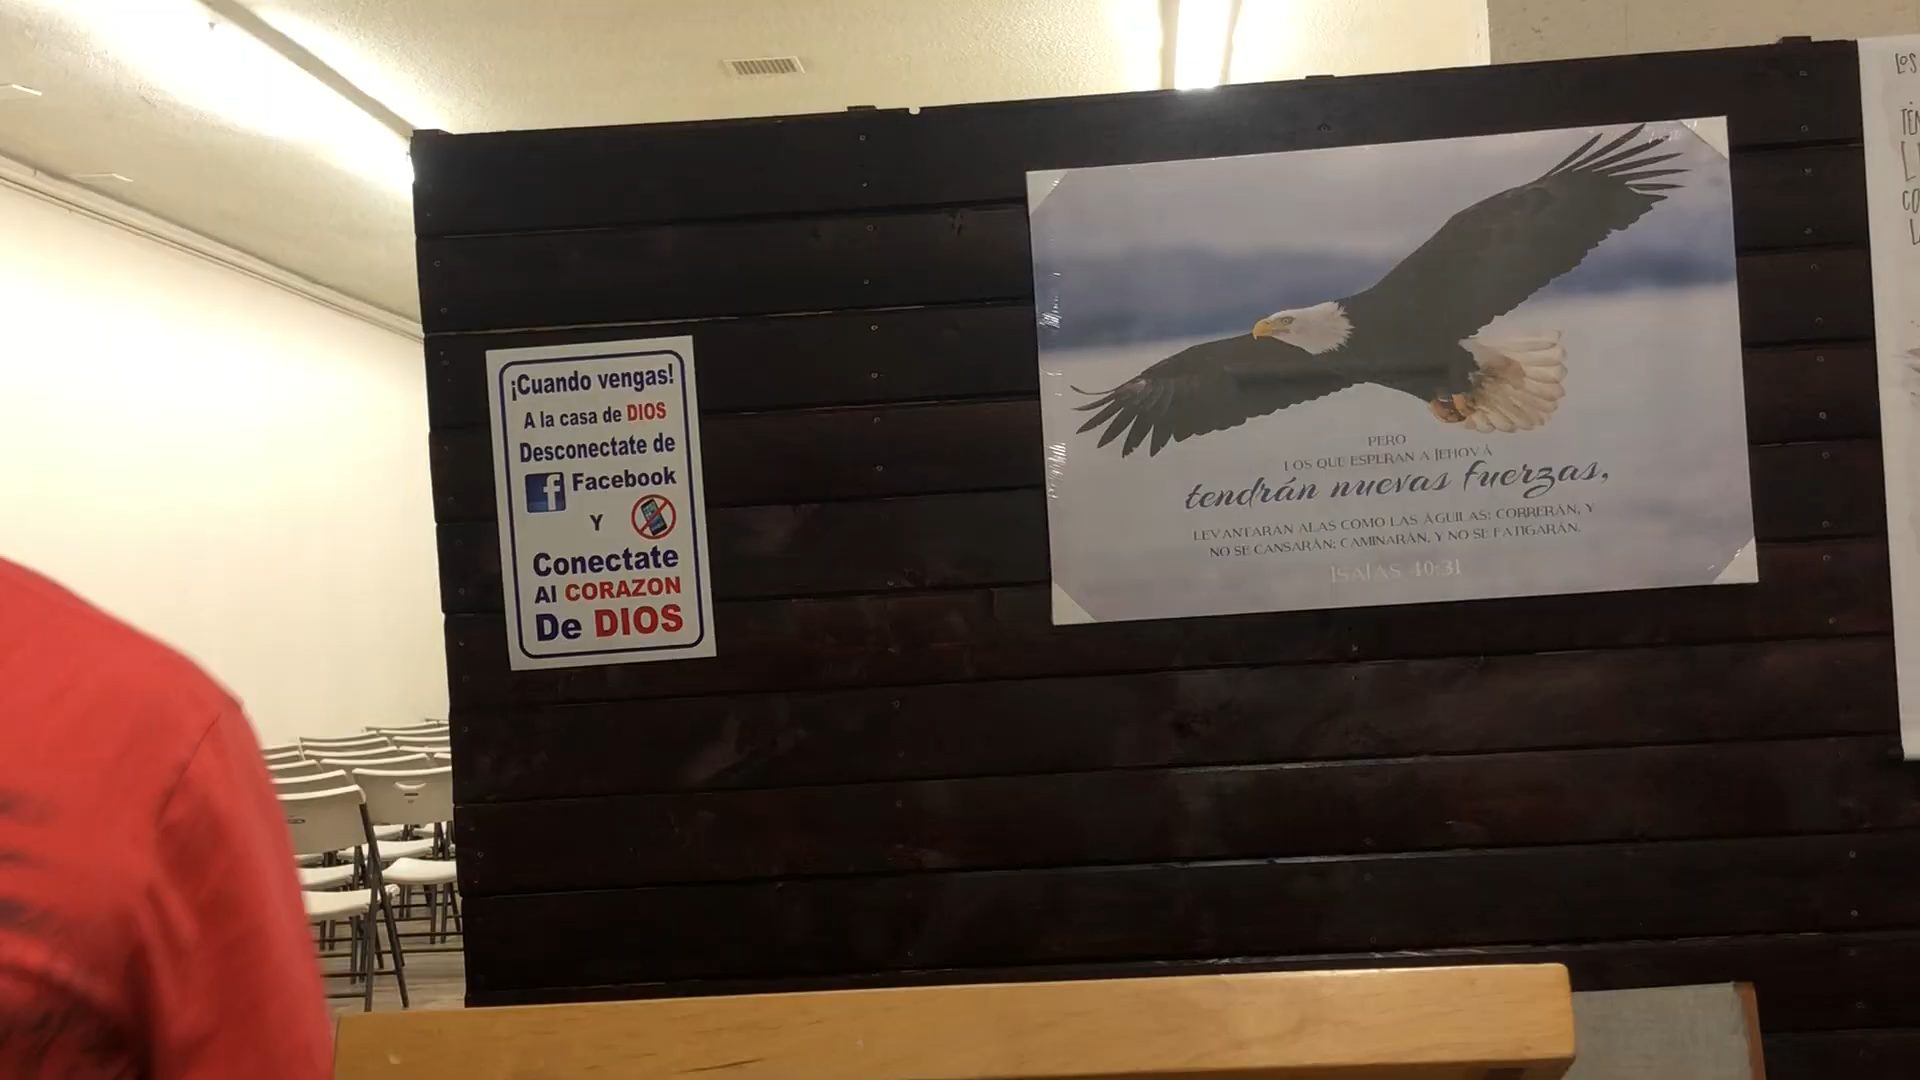 ¡Cuando vengas!
A la casa de DIOS
Desconectate de
f Facebook
Y
Conectate
Al CORAZON
De DIOS
PERO
LOS QUE ESPERAN A JEHOVÁ
tendrán nuevas fuerzas,
LEVANTARÁN ALAS COMO LAS ÁGUILAS; CORRERÁN, Y
NO SE CANSARÁN; CAMINARÁN, Y NO SE FATIGARÁN.
ISAÍAS 40:31
LOS